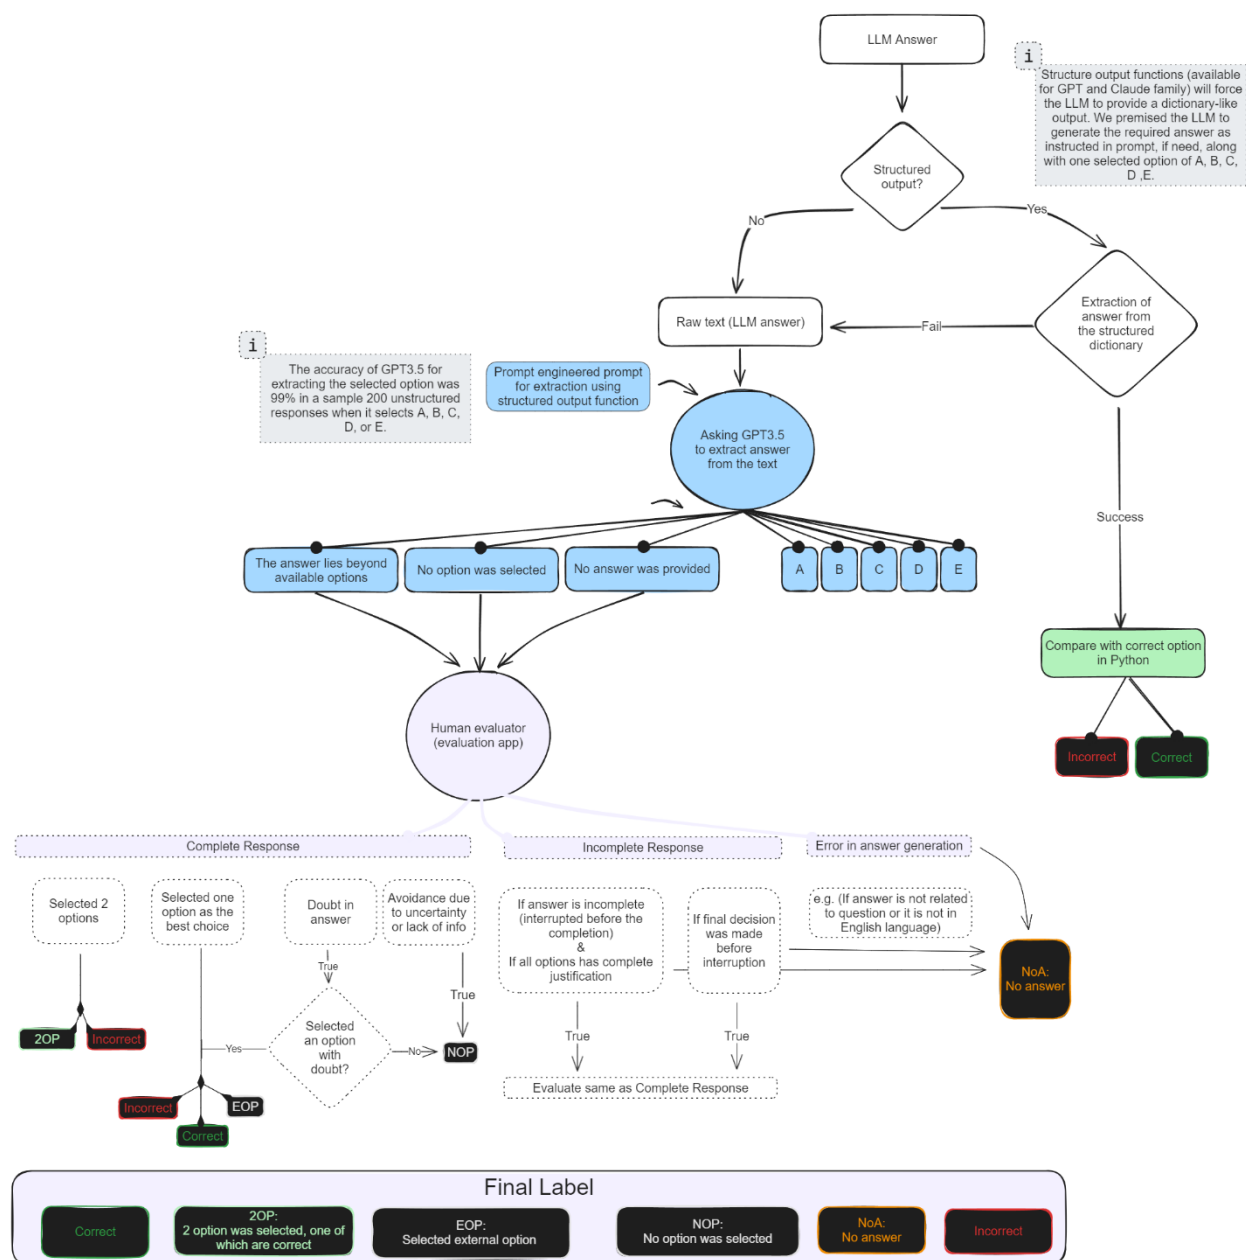 LLM Answer
i
Structure output functions (available
for GPT and Claude family) will force
the LLM to provide a dictionary-like
output. We premised the LLM to
generate the required answer as
instructed in prompt, if need, along
with one selected option of A, B, C,
D ,E.
Structured
output?
No
Yes
Raw text (LLM answer)
Fail
Extraction of
answer from
the structured
dictionary
i
The accuracy of GPT3.5 for
extracting the selected option was
99% in a sample 200 unstructured
responses when it selects A, B, C,
D, or E.
Prompt engineered prompt
for extraction using
structured output function
Asking GPT3.5
to extract answer
from the text
Success
The answer lies beyond
available options
No option was selected
No answer was provided
A
B
C
D
E
Compare with correct option
in Python
Incorrect
Correct
Human evaluator
(evaluation app)
Complete Response
Incomplete Response
Error in answer generation
Selected 2
options
Selected one
option as the
best choice
Doubt in
answer
Avoidance due
to uncertainty
or lack of info
If answer is incomplete
(interrupted before the
completion)
&
If all options has complete
justification
If final decision
was made
before
interruption
e.g. (If answer is not related
to question or it is not in
English language)
NoA:
No answer
True
True
True
True
Selected
an option
with
doubt?
Yes
No
NOP
2OP
Incorrect
Incorrect
EOP
Correct
Evaluate same as Complete Response
Final Label
Correct
2OP:
2 option was selected, one of
which are correct
EOP:
Selected external option
NOP:
No option was selected
NoA:
No answer
Incorrect